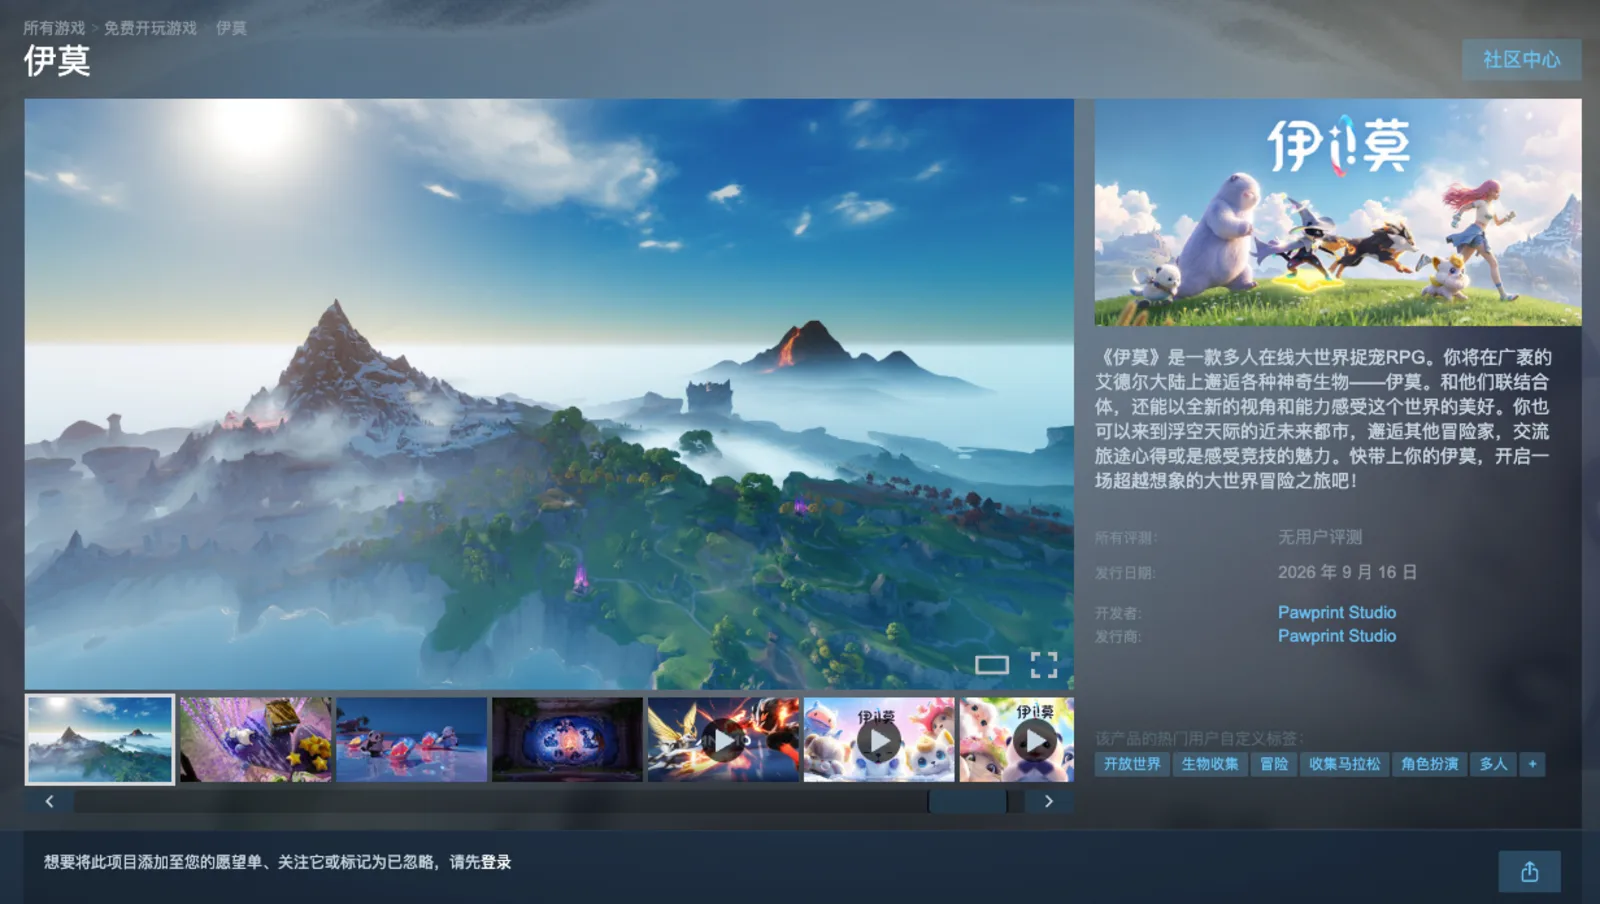 所有游戏 > 免费开玩游戏 > 伊莫
伊莫
社区中心
伊莫
《伊莫》是一款多人在线大世界捉宠RPG。你将在广袤的
艾德尔大陆上邂逅各种神奇生物——伊莫。和他们联结合
体，还能以全新的视角和能力感受这个世界的美好。你也
可以来到浮空天际的近未来都市，邂逅其他冒险家，交流
旅途心得或是感受竞技的魅力。快带上你的伊莫，开启一
场超越想象的大世界冒险之旅吧！
所有评测: 无用户评测
发行日期: 2026 年 9 月 16 日
开发者: Pawprint Studio
发行商: Pawprint Studio
伊莫
伊莫
该产品的热门用户自定义标签:
开放世界 生物收集 冒险 收集马拉松 角色扮演 多人 +
想要将此项目添加至您的愿望单、关注它或标记为已忽略，请先登录